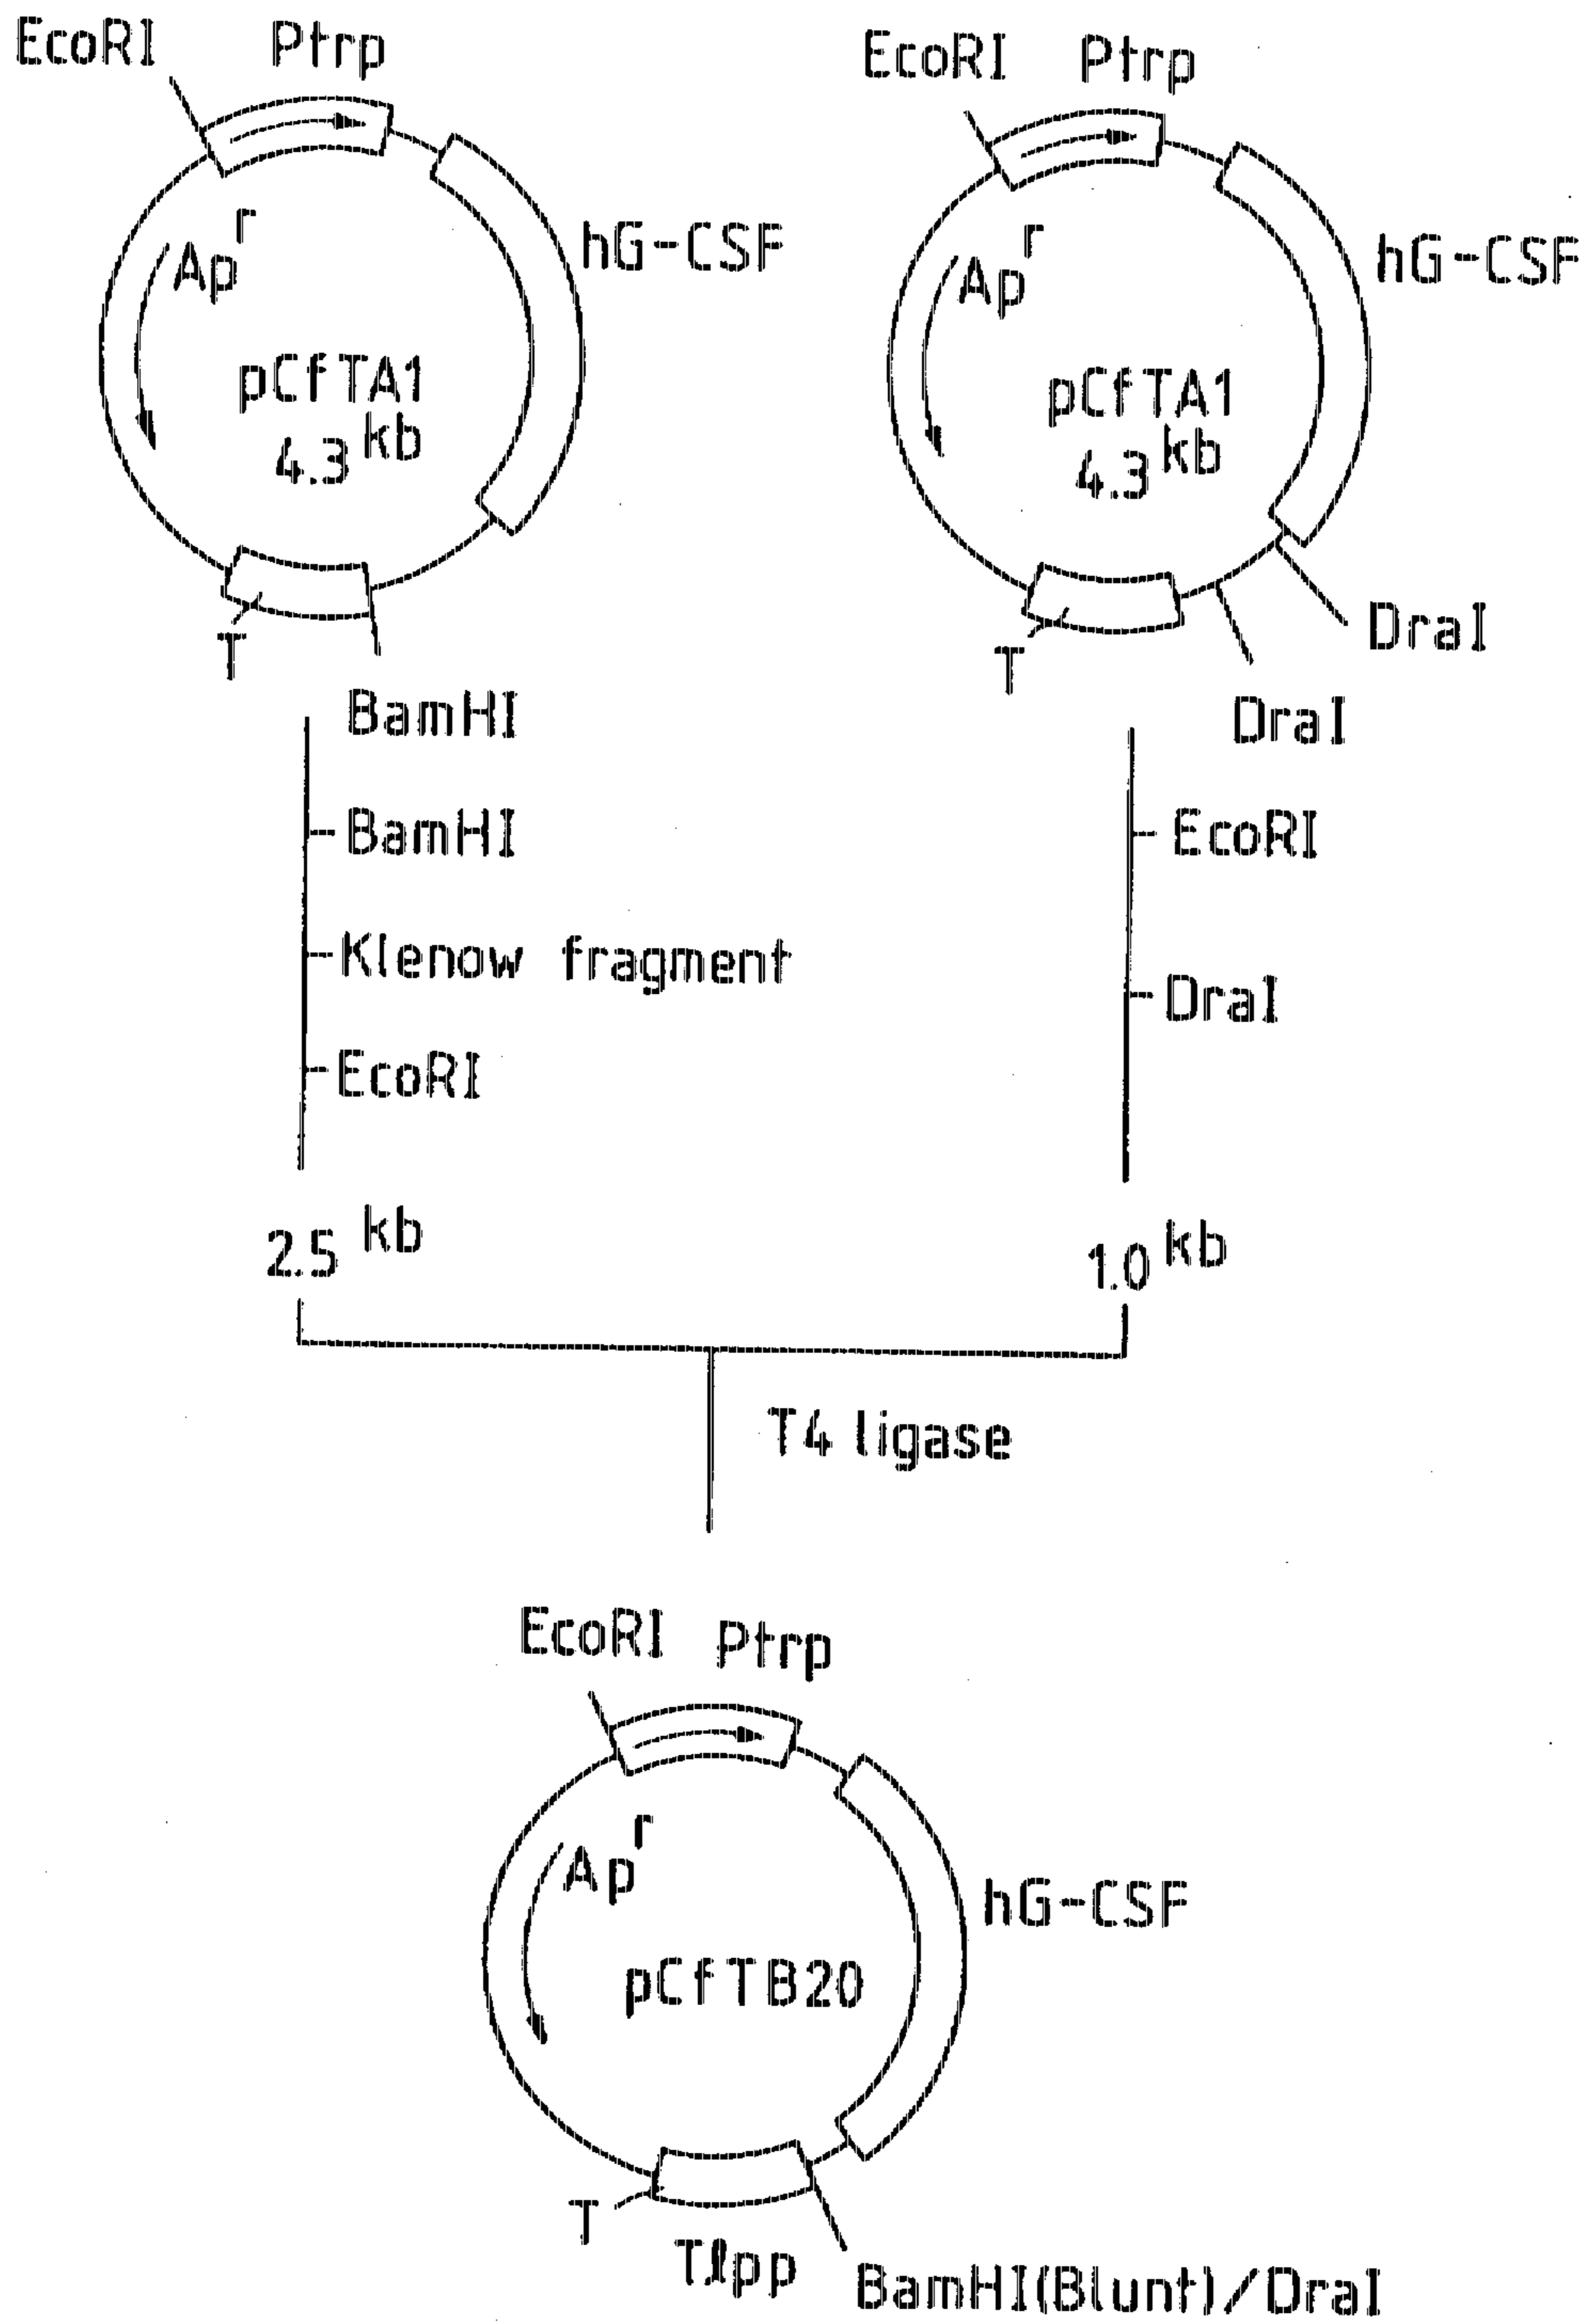 EcoRI Ptrp
Ap^r
hG-CSF
pCfTA1
4.3 kb
T
BamHI
BamHI
Klenow fragment
EcoRI
2.5 kb
EcoRI Ptrp
Ap^r
hG-CSF
pCfTA1
4.3 kb
T
DraI
DraI
EcoRI
DraI
1.0 kb
T4 ligase
EcoRI Ptrp
Ap^r
hG-CSF
pCfTB20
T
Tℓpp
BamHI(Blunt)/DraI